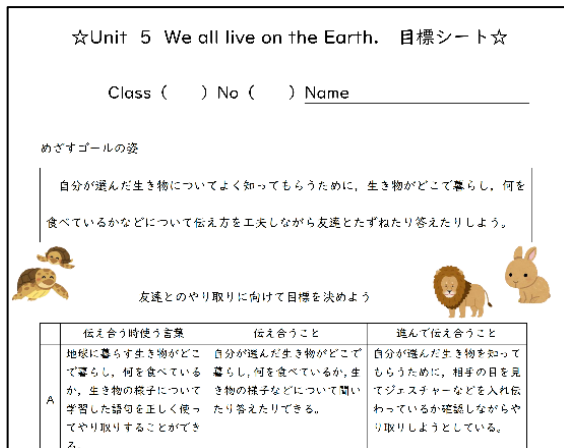 ☆Unit 5 We all live on the Earth. 目標シート☆
Class ( ) No ( ) Name
めざすゴールの姿
自分が選んだ生き物についてよく知ってもらうために，生き物がどこで暮らし，何を
食べているかなどについて伝え方を工夫しながら友達とたずねたり答えたりしよう。
友達とのやり取りに向けて目標を決めよう
伝え合う時使う言葉
伝え合うこと
進んで伝え合うこと
A
地球に暮らす生き物がどこ
で暮らし，何を食べている
か，生き物の様子について
学習した語句を正しく使っ
てやり取りすることができ
る
自分が選んだ生き物がどこで
暮らし，何を食べているか，生
き物の様子などについて聞い
たり答えたりできる。
自分が選んだ生き物を知って
もらうために，相手の目を見
てジェスチャーなどを入れ伝
わっているか確認しながらや
り取りしようとしている。